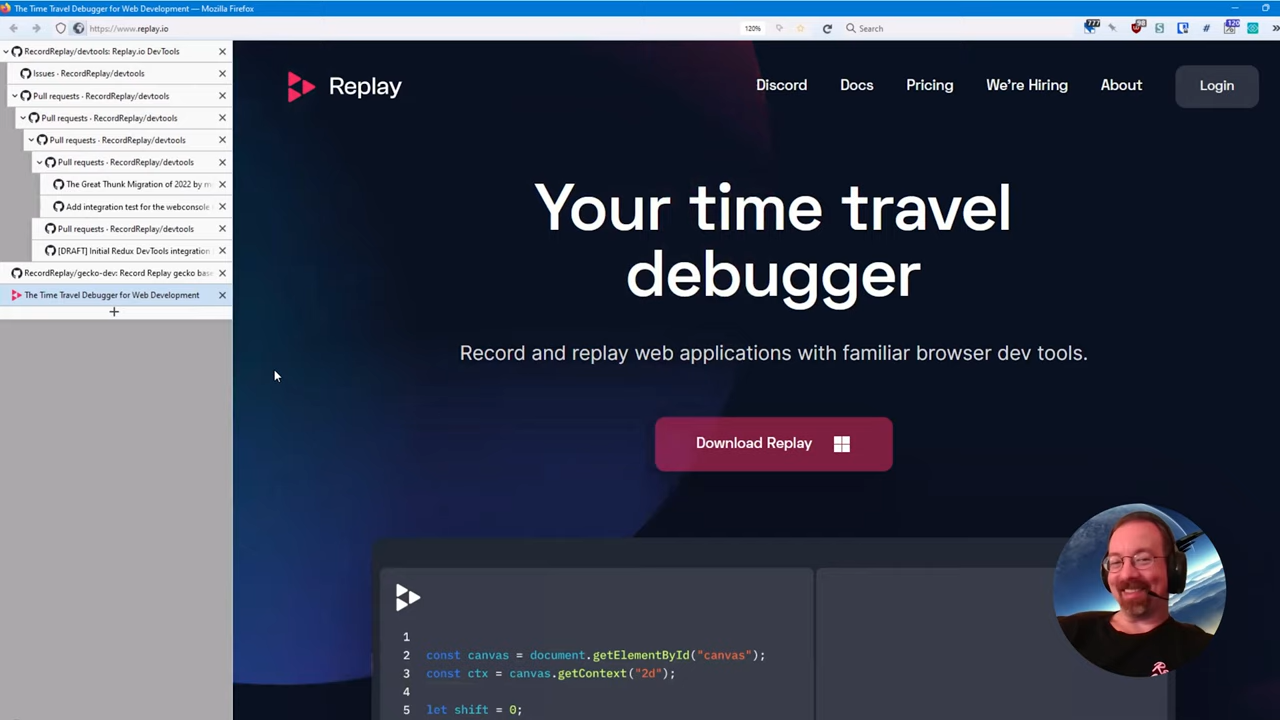 The Time Travel Debugger for Web Development — Mozilla Firefox
https://www.replay.io
120%
Search
777
98
120
RecordReplay/devtools: Replay.io DevTools
Issues · RecordReplay/devtools
Pull requests · RecordReplay/devtools
Pull requests · RecordReplay/devtools
Pull requests · RecordReplay/devtools
Pull requests · RecordReplay/devtools
The Great Thunk Migration of 2022 by m
Add integration test for the webconsole
Pull requests · RecordReplay/devtools
[DRAFT] Initial Redux DevTools integration
RecordReplay/gecko-dev: Record Replay gecko bas
The Time Travel Debugger for Web Development
Replay
Discord
Docs
Pricing
We're Hiring
About
Login
Your time travel
debugger
Record and replay web applications with familiar browser dev tools.
Download Replay
1
2 const canvas = document.getElementById("canvas");
3 const ctx = canvas.getContext("2d");
4
5 let shift = 0;